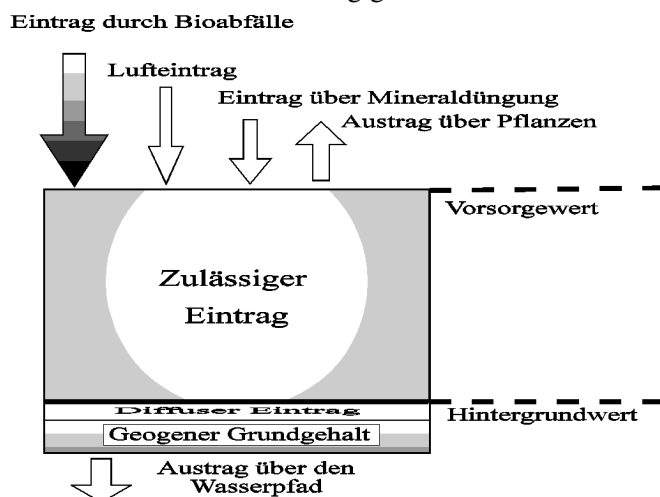 Eintrag durch Bioabfälle
Lufteintrag
Eintrag über Mineraldüngung
Austrag über Pflanzen
Vorsorgewert
Zulässiger
Eintrag
Diffuser Eintrag
Hintergrundwert
Geogener Grundgehalt
Austrag über den
Wasserpfad